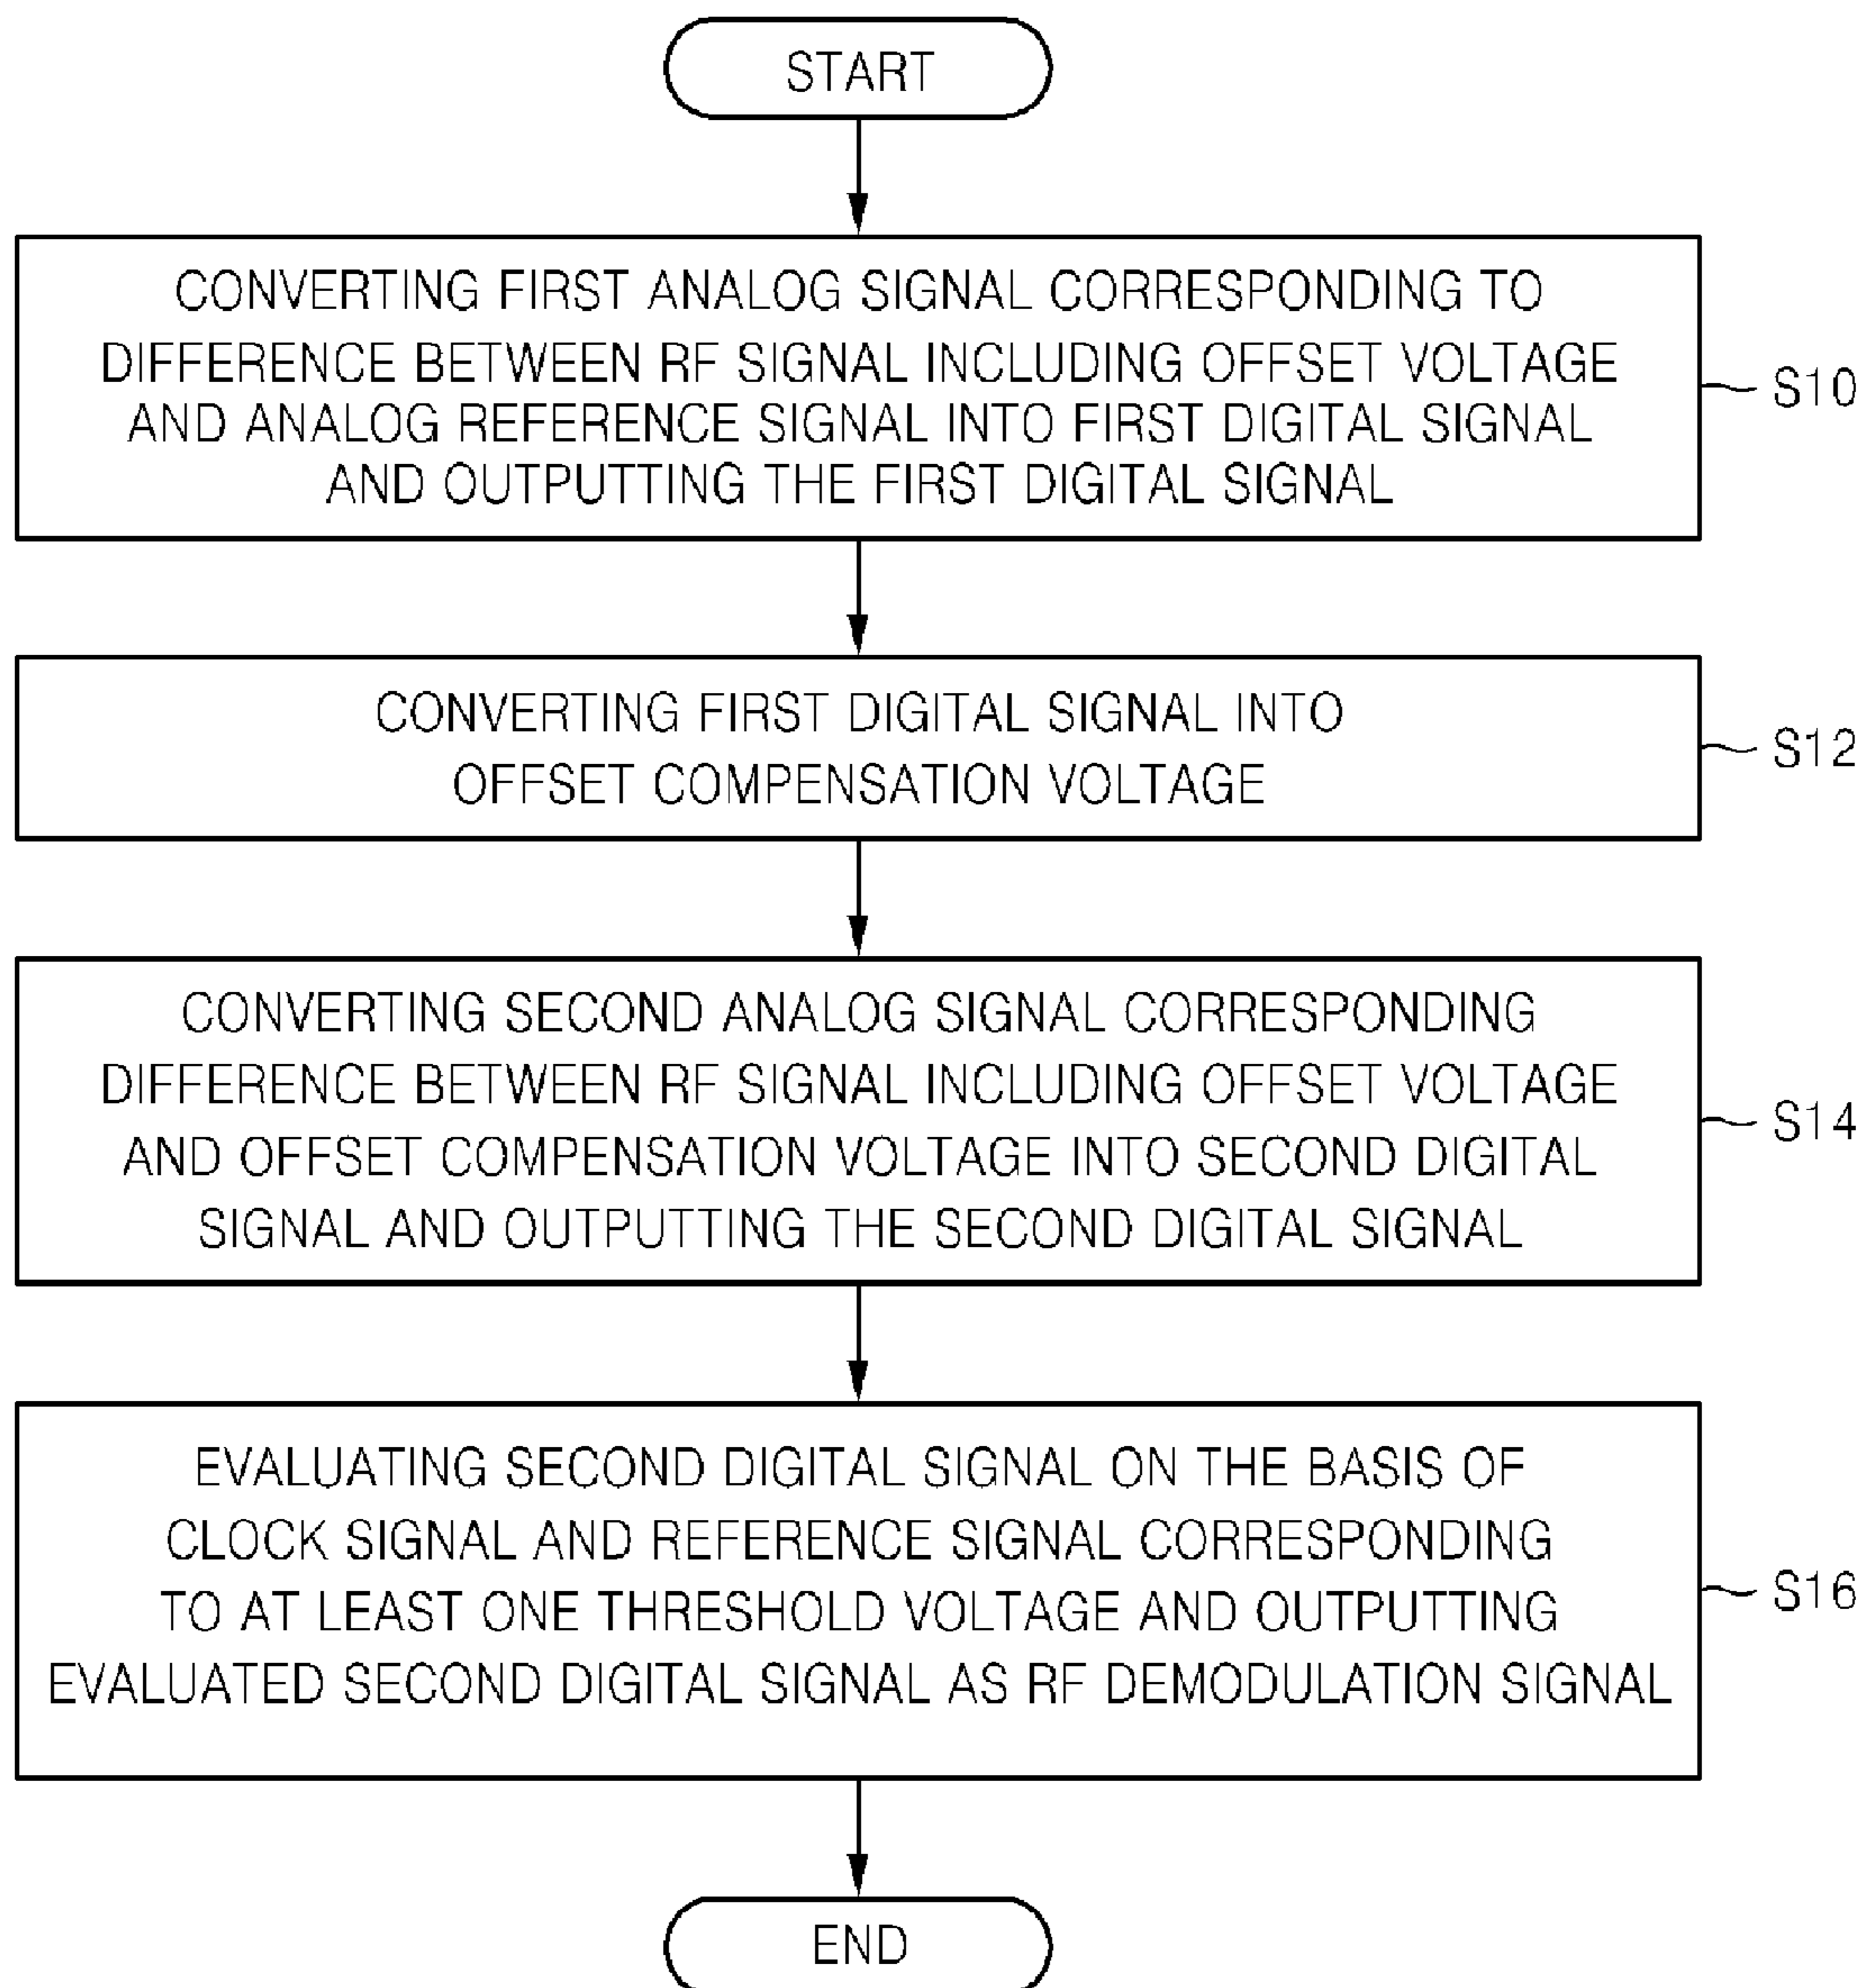 START
CONVERTING FIRST ANALOG SIGNAL CORRESPONDING TO
DIFFERENCE BETWEEN RF SIGNAL INCLUDING OFFSET VOLTAGE
AND ANALOG REFERENCE SIGNAL INTO FIRST DIGITAL SIGNAL
AND OUTPUTTING THE FIRST DIGITAL SIGNAL
S10
CONVERTING FIRST DIGITAL SIGNAL INTO
OFFSET COMPENSATION VOLTAGE
S12
CONVERTING SECOND ANALOG SIGNAL CORRESPONDING
DIFFERENCE BETWEEN RF SIGNAL INCLUDING OFFSET VOLTAGE
AND OFFSET COMPENSATION VOLTAGE INTO SECOND DIGITAL
SIGNAL AND OUTPUTTING THE SECOND DIGITAL SIGNAL
S14
EVALUATING SECOND DIGITAL SIGNAL ON THE BASIS OF
CLOCK SIGNAL AND REFERENCE SIGNAL CORRESPONDING
TO AT LEAST ONE THRESHOLD VOLTAGE AND OUTPUTTING
EVALUATED SECOND DIGITAL SIGNAL AS RF DEMODULATION SIGNAL
S16
END